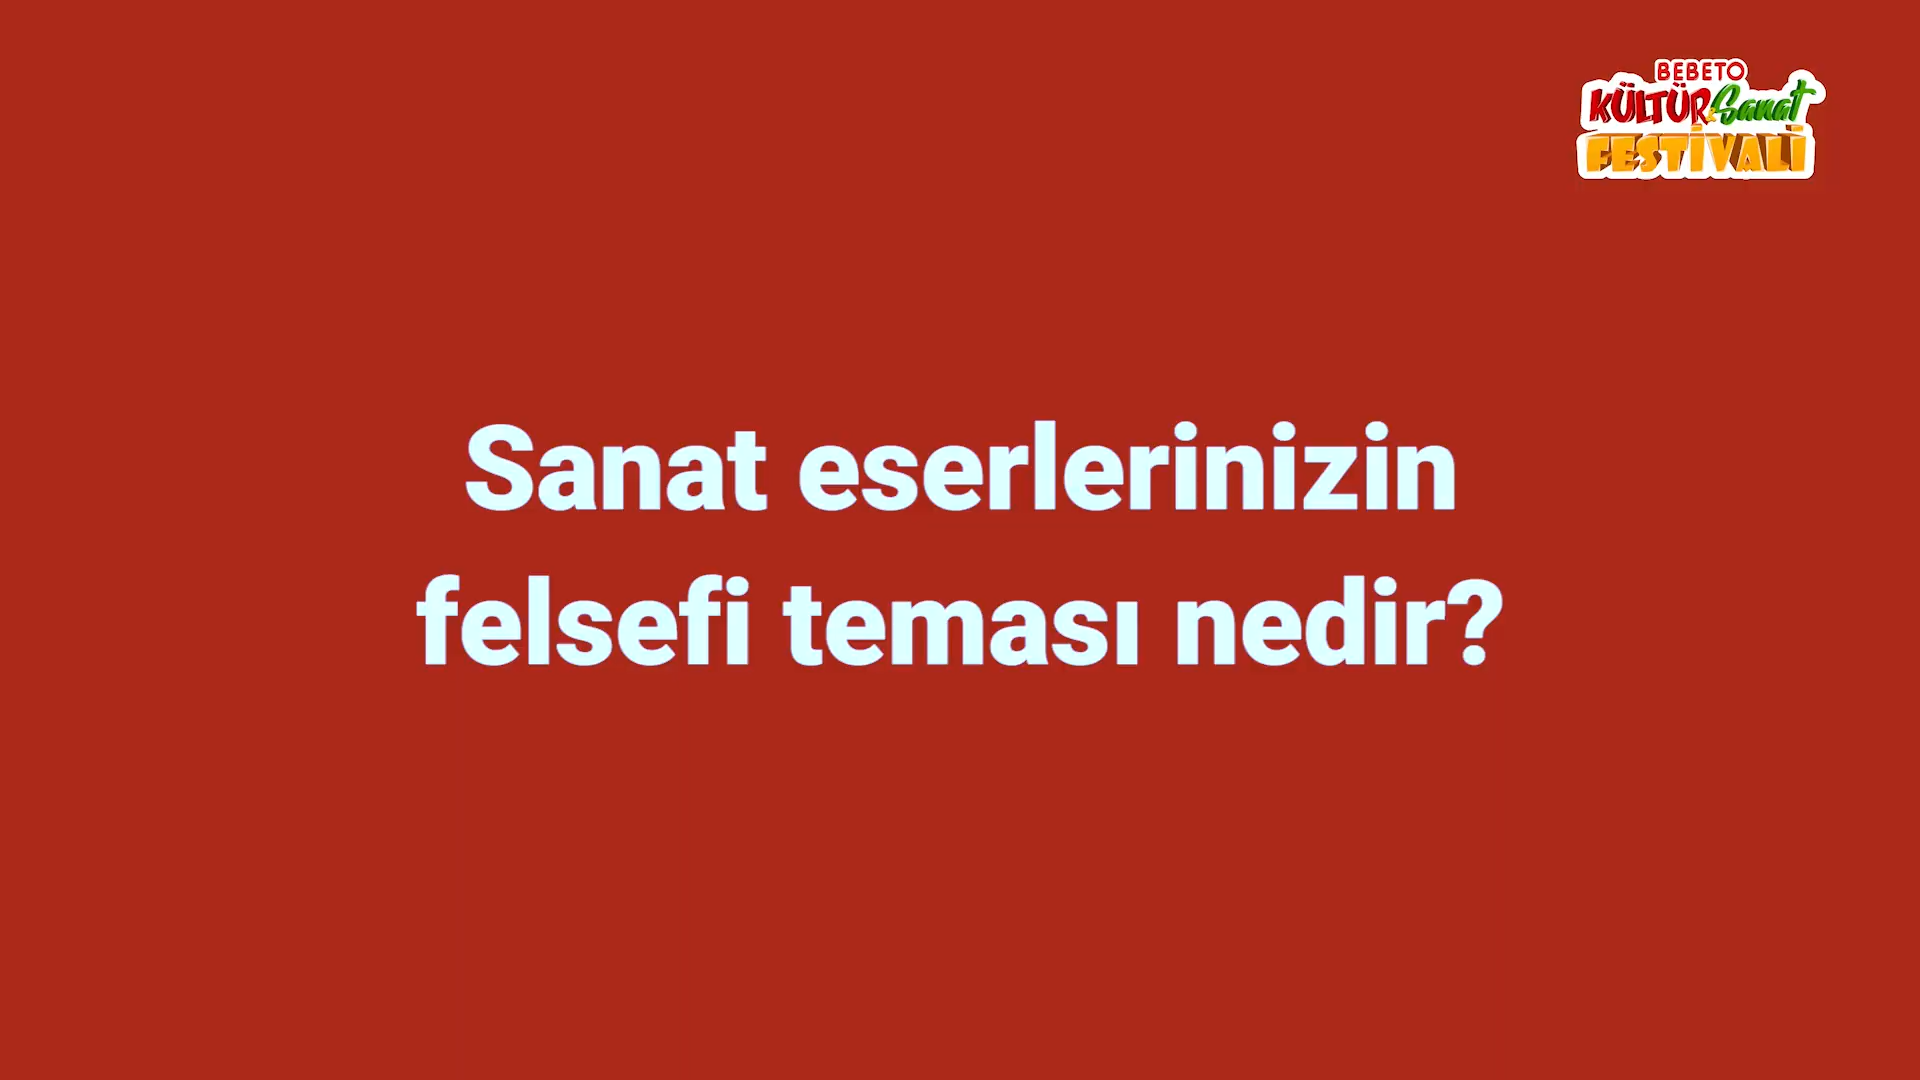 BEBETO
KÜLTÜR & Sanat
FESTİVALİ
Sanat eserlerinizin
felsefi teması nedir?